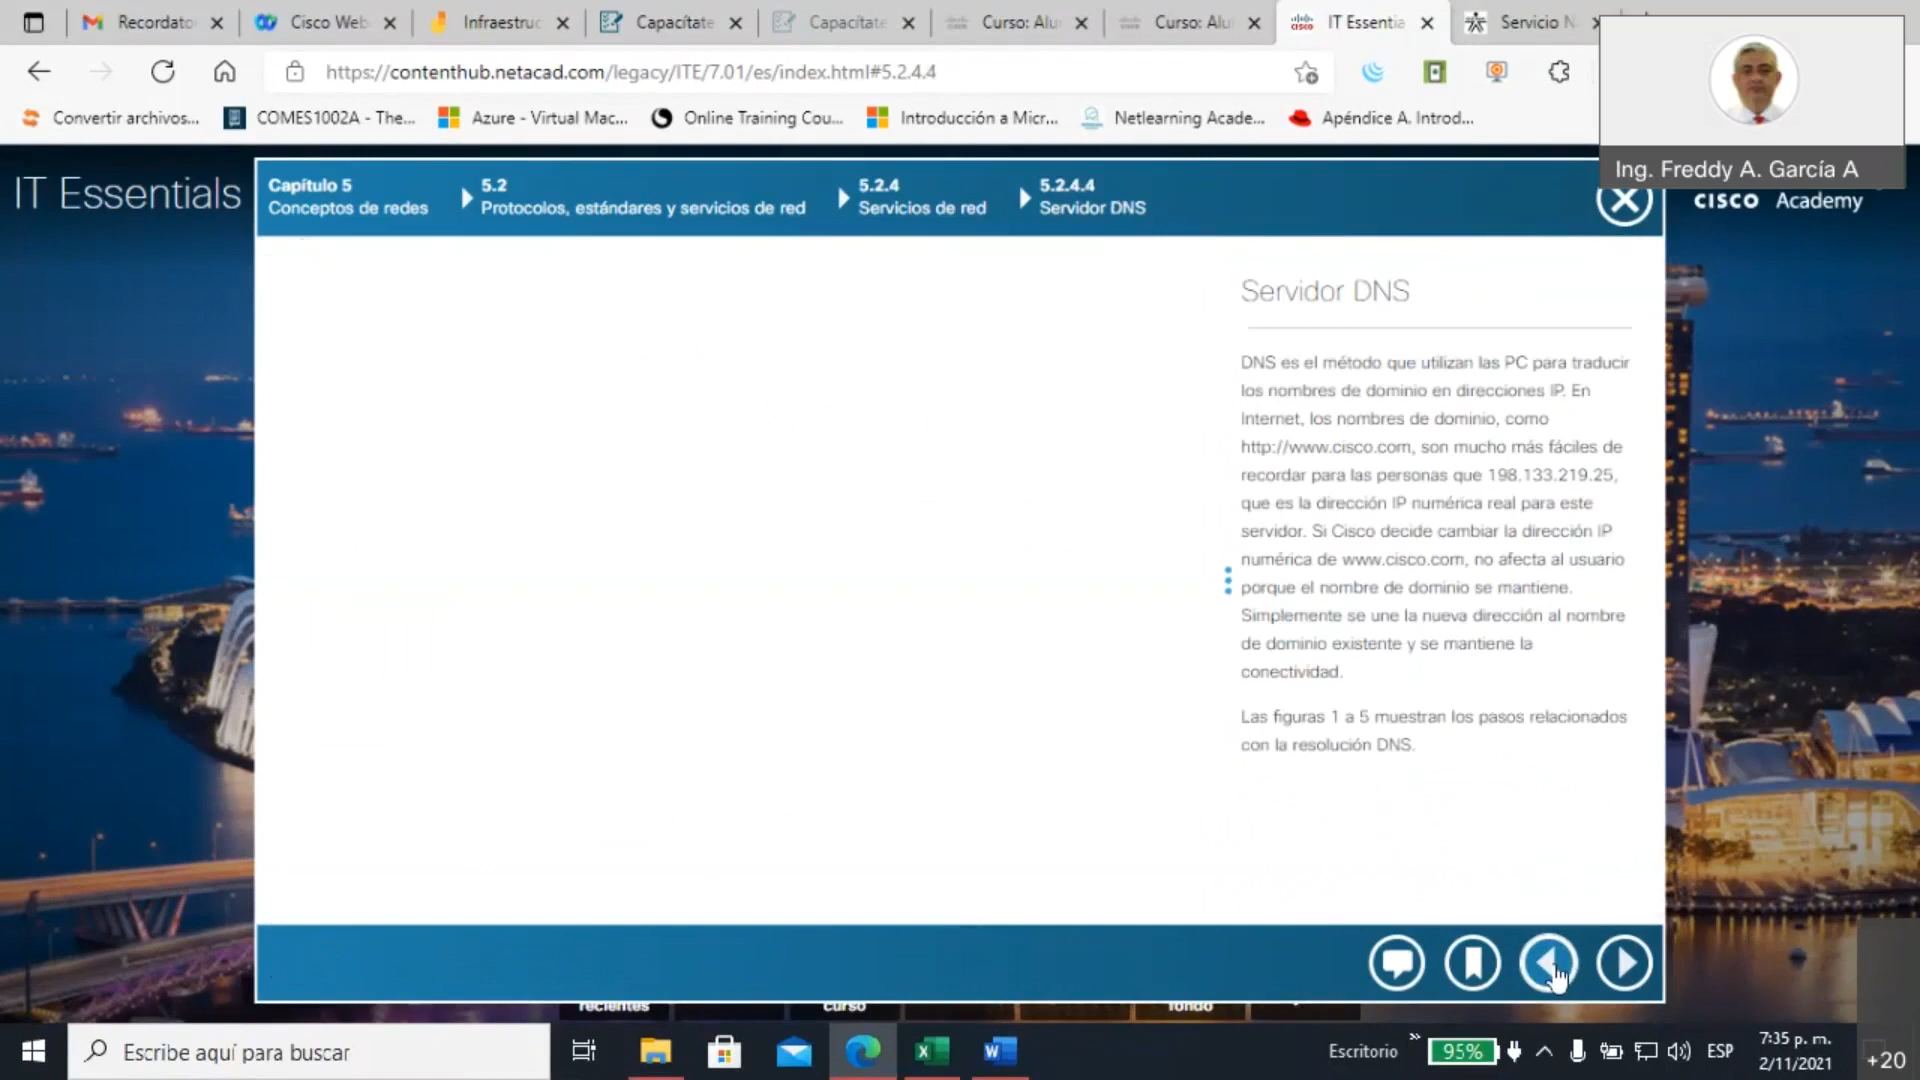 Recordato
Cisco Web
Infraestruc
Capacítate
Capacítate
Curso: Alu
Curso: Alu
IT Essentia
Servicio N
https://contenthub.netacad.com/legacy/ITE/7.01/es/index.html#5.2.4.4
Convertir archivos...
COMES1002A - The...
Azure - Virtual Mac...
Online Training Cou...
Introducción a Micr...
Netlearning Acade...
Apéndice A. Introd...
Ing. Freddy A. García A
IT Essentials
Capítulo 5
Conceptos de redes
5.2
Protocolos, estándares y servicios de red
5.2.4
Servicios de red
5.2.4.4
Servidor DNS
CISCO Academy
Servidor DNS
DNS es el método que utilizan las PC para traducir
los nombres de dominio en direcciones IP. En
Internet, los nombres de dominio, como
http://www.cisco.com, son mucho más fáciles de
recordar para las personas que 198.133.219.25,
que es la dirección IP numérica real para este
servidor. Si Cisco decide cambiar la dirección IP
numérica de www.cisco.com, no afecta al usuario
porque el nombre de dominio se mantiene.
Simplemente se une la nueva dirección al nombre
de dominio existente y se mantiene la
conectividad.
Las figuras 1 a 5 muestran los pasos relacionados
con la resolución DNS.
recientes
curso
fondo
Escribe aquí para buscar
Escritorio
95%
ESP
7:35 p. m.
2/11/2021
+20